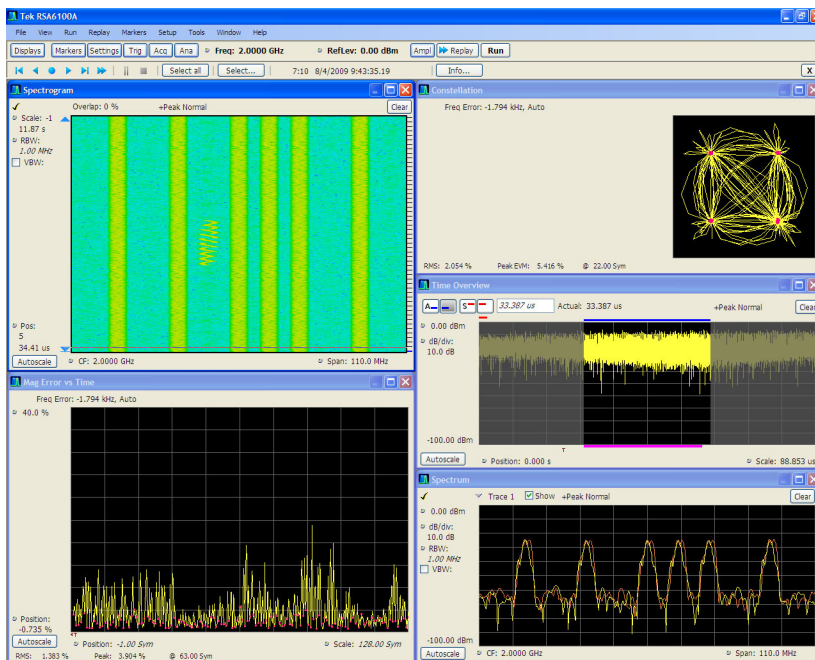 Tek RSA6100A
File View Run Replay Markers Setup Tools Window Help
Displays Markers Settings Trig Acq Ana Freq: 2.0000 GHz RefLev: 0.00 dBm Ampl Replay Run
Select all Select... 7:10 8/4/2009 9:43:35.19 Info... X
Spectrogram
Overlap: 0 % +Peak Normal Clear
Scale: -1
11.87 s
RBW:
1.00 MHz
VBW:
Pos:
5
34.41 us
Autoscale CF: 2.0000 GHz Span: 110.0 MHz
Constellation
Freq Error: -1.794 kHz, Auto
RMS: 2.054 % Peak EVM: 5.416 % @ 22.00 Sym
Time Overview
A S 33.387 us Actual: 33.387 us +Peak Normal Clear
0.00 dBm
dB/div:
10.0 dB
-100.00 dBm
T
Autoscale Position: 0.000 s Scale: 88.853 us
Mag Error vs Time
Freq Error: -1.794 kHz, Auto
40.0 %
Position:
-0.735 %
T
Autoscale Position: -1.00 Sym Scale: 128.00 Sym
RMS: 1.383 % Peak: 3.904 % @ 63.00 Sym
Spectrum
Trace 1 Show +Peak Normal Clear
0.00 dBm
dB/div:
10.0 dB
RBW:
1.00 MHz
VBW:
-100.00 dBm
Autoscale CF: 2.0000 GHz Span: 110.0 MHz